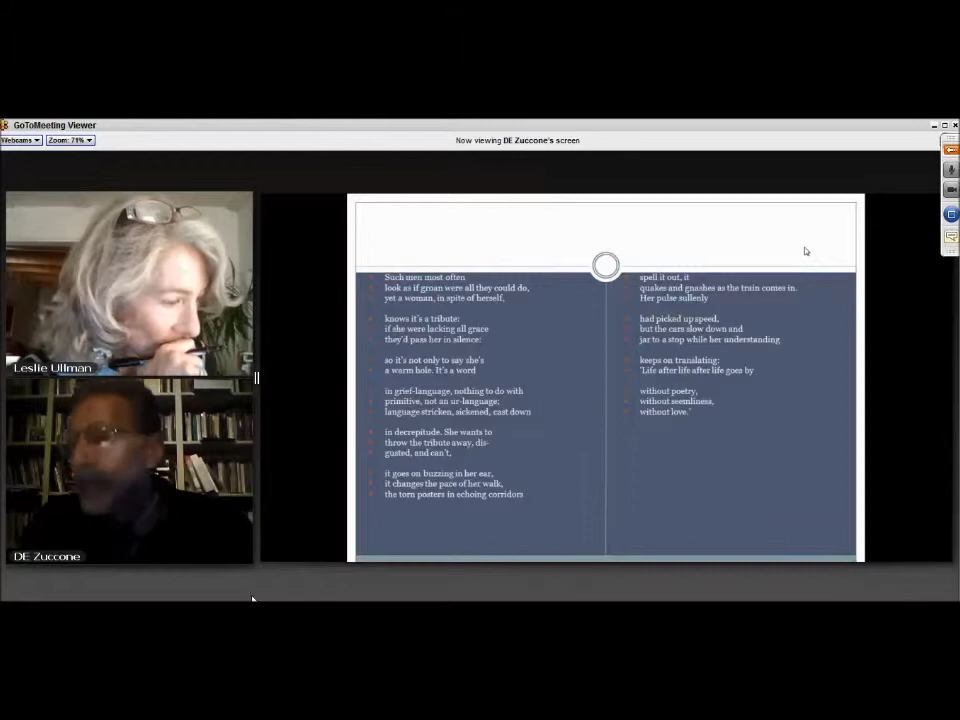 GoToMeeting Viewer
Webcams
Zoom: 71%
Now viewing DE Zuccone's screen
Leslie Ullman
DE Zuccone
Such men most often
look as if groan were all they could do,
yet a woman, in spite of herself,
knows it's a tribute:
if she were lacking all grace
they'd pass her in silence:
so it's not only to say she's
a warm hole. It's a word
in grief-language, nothing to do with
primitive, not an ur-language;
language stricken, sickened, cast down
in decrepitude. She wants to
throw the tribute away, dis-
gusted, and can't,
it goes on buzzing in her ear,
it changes the pace of her walk,
the torn posters in echoing corridors
spell it out, it
quakes and gnashes as the train comes in.
Her pulse sullenly
had picked up speed,
but the cars slow down and
jar to a stop while her understanding
keeps on translating:
'Life after life after life goes by
without poetry,
without seemliness,
without love.'